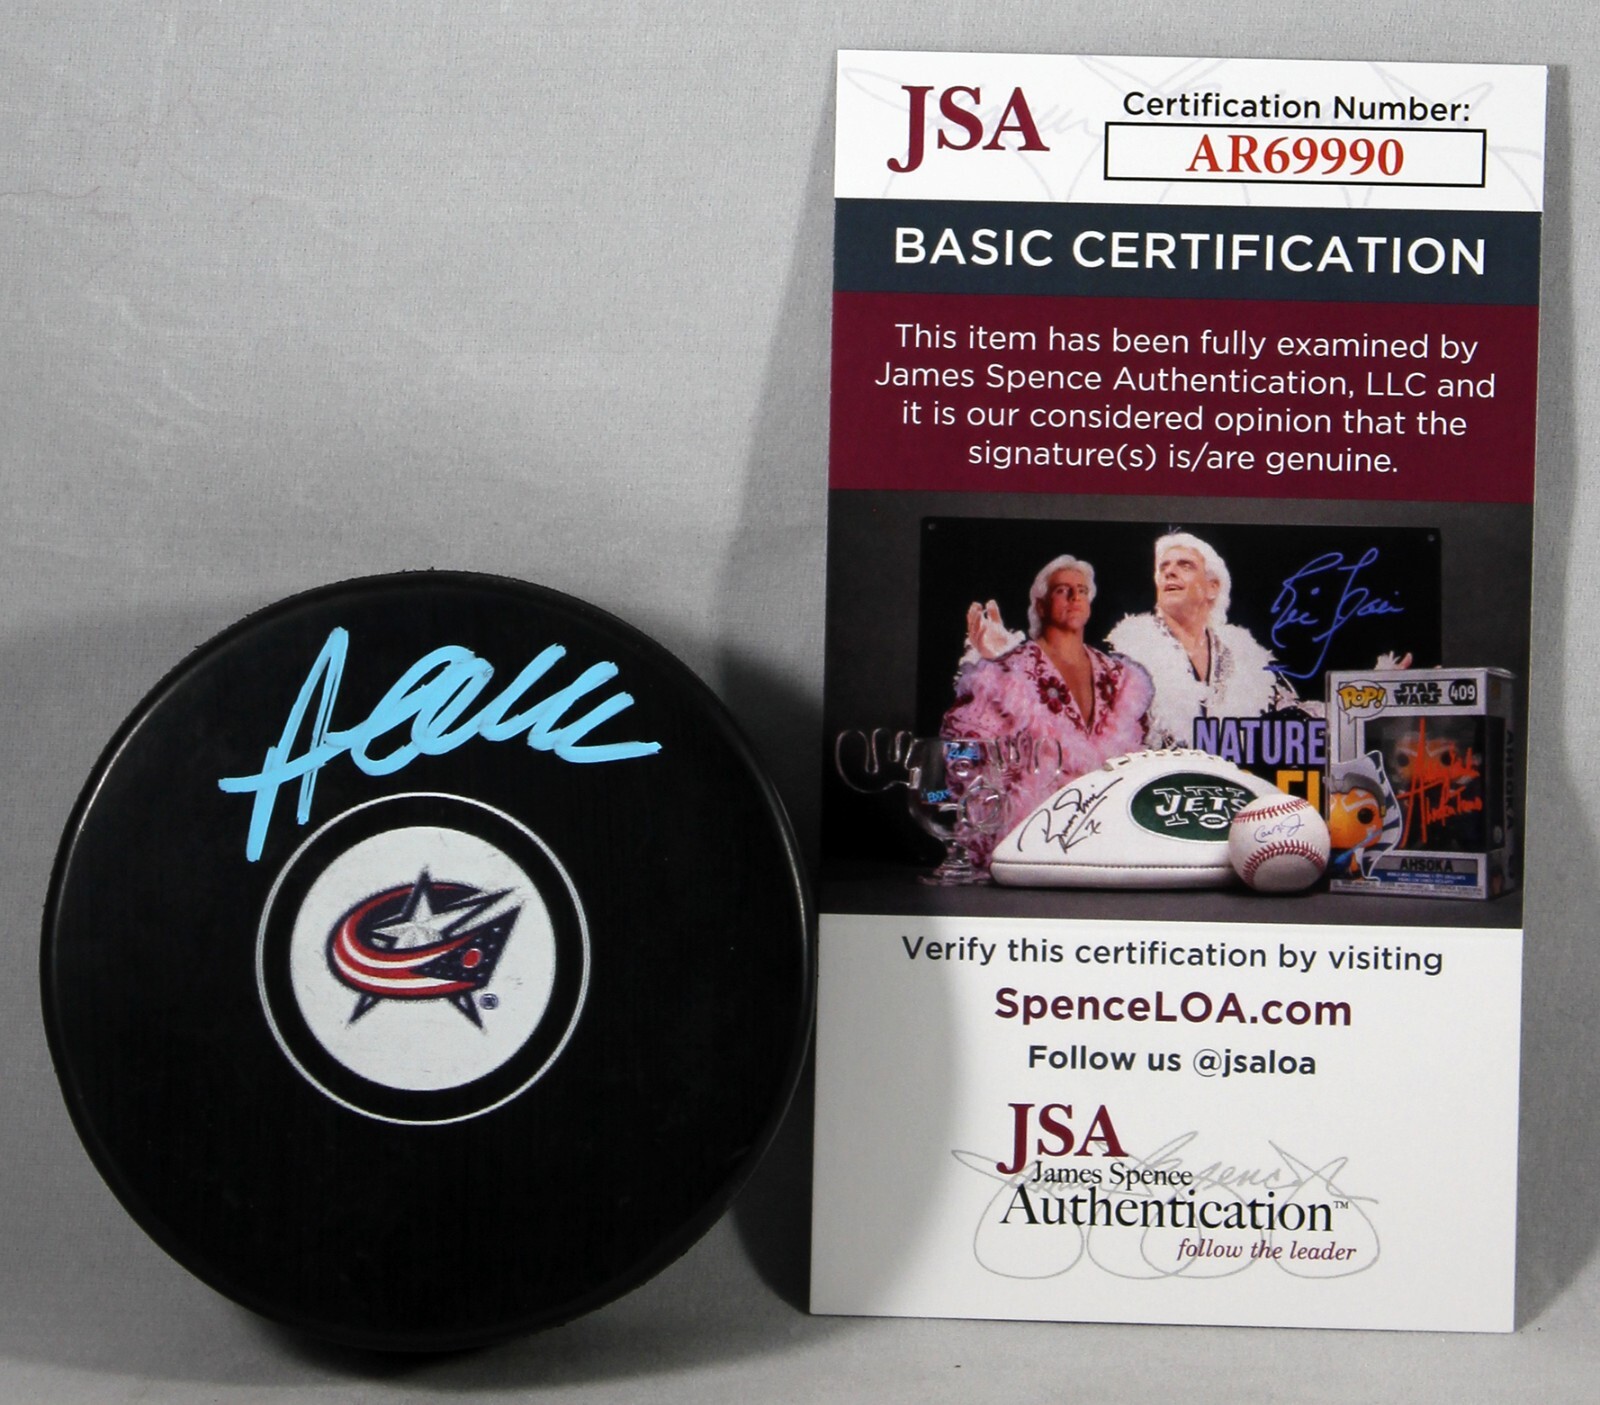 JSA
Certification Number:
AR69990
BASIC CERTIFICATION
This item has been fully examined by
James Spence Authentication, LLC and
it is our considered opinion that the
signature(s) is/are genuine.
NATURE
POP!
STAR
WARS
409
JETS
AHSOKA
Verify this certification by visiting
SpenceLOA.com
Follow us @jsaloa
JSA
James Spence
Authentication™
follow the leader